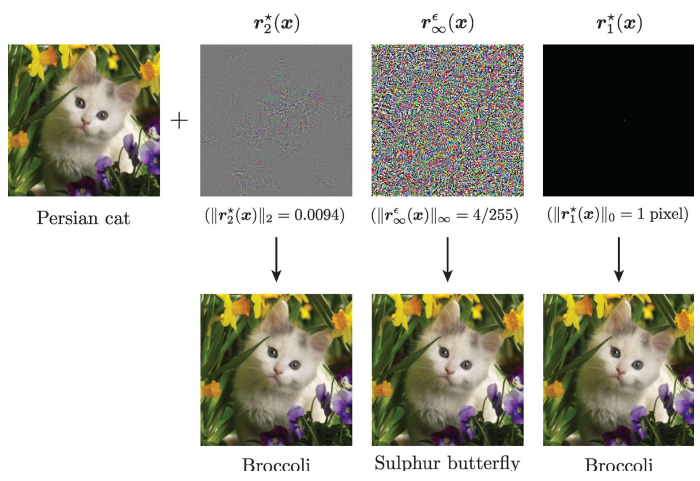 r₂*(x) r∞^ϵ(x) r₁*(x)
+
Persian cat (‖r₂*(x)‖₂ = 0.0094) (‖r∞^ϵ(x)‖∞ = 4/255) (‖r₁*(x)‖₀ = 1 pixel)
Broccoli Sulphur butterfly Broccoli